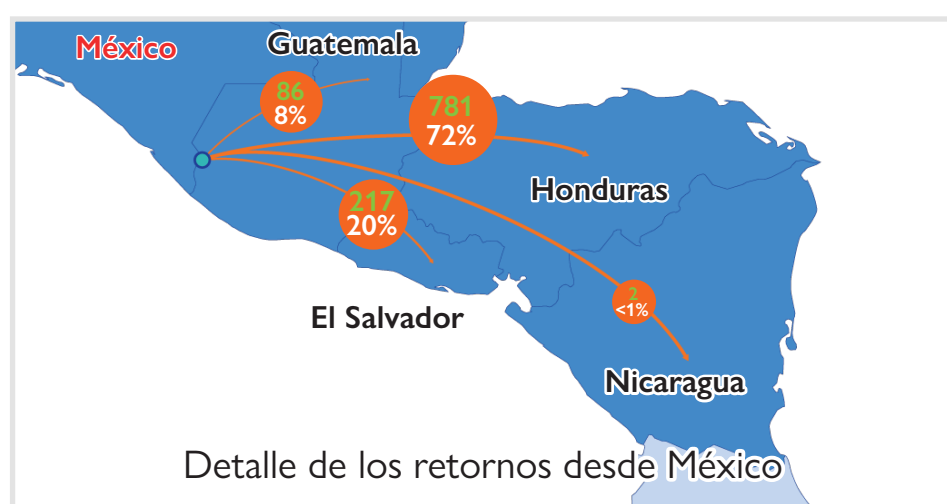 México
Guatemala
86
8%
781
72%
Honduras
217
20%
2
<1%
El Salvador
Nicaragua
Detalle de los retornos desde México